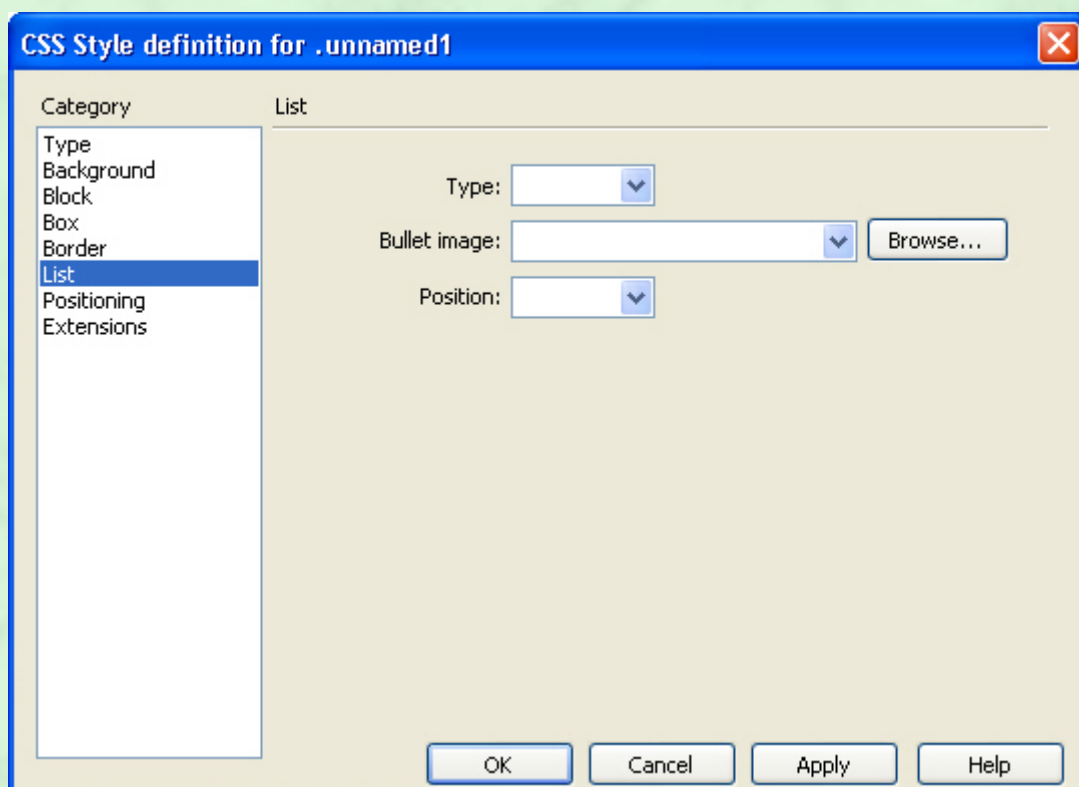 CSS Style definition for .unnamed1
Category
List
Type
Background
Block
Box
Border
List
Positioning
Extensions
Type:
Bullet image:
Browse...
Position:
OK
Cancel
Apply
Help